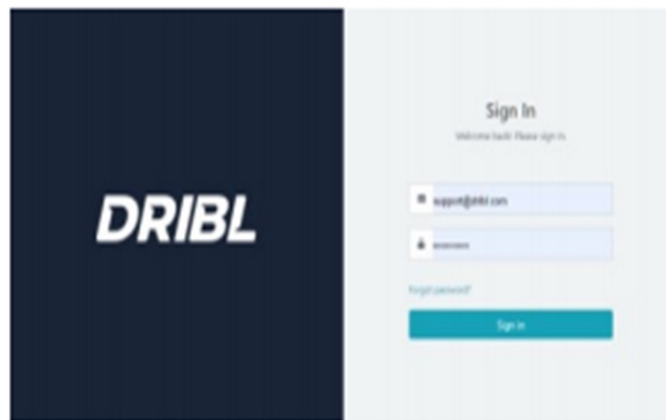 DRIBL
Sign In
Welcome back! Please sign in.
support@dribl.com
Forgot password?
Sign in